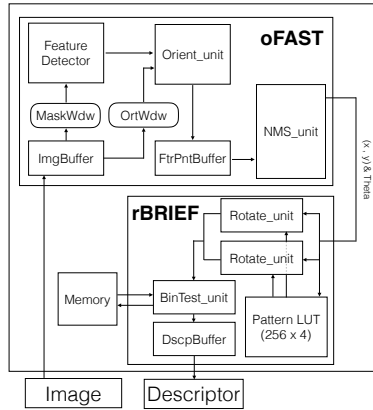 oFAST
Feature
Detector
Orient_unit
MaskWdw
OrtWdw
NMS_unit
ImgBuffer
FtrPntBuffer
(x , y) & Theta
rBRIEF
Rotate_unit
Rotate_unit
Memory
BinTest_unit
Pattern LUT
(256 x 4)
DscpBuffer
Image
Descriptor